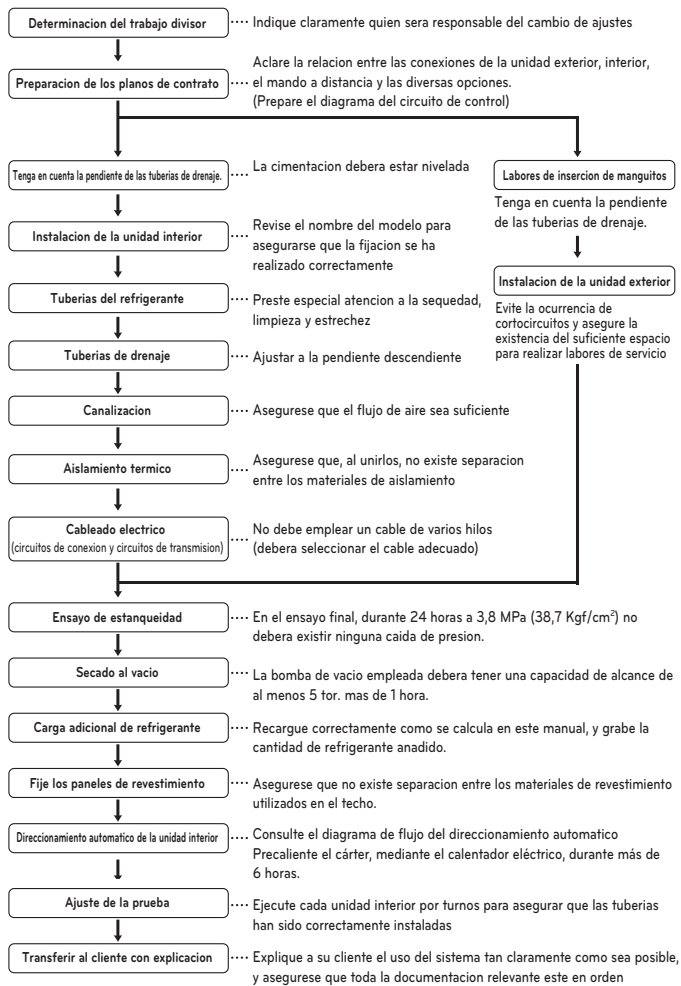 Determinacion del trabajo divisor
···· Indique claramente quien sera responsable del cambio de ajustes
Preparacion de los planos de contrato
···· Aclare la relacion entre las conexiones de la unidad exterior, interior,
el mando a distancia y las diversas opciones.
(Prepare el diagrama del circuito de control)
Tenga en cuenta la pendiente de las tuberias de drenaje.
···· La cimentacion debera estar nivelada
Instalacion de la unidad interior
···· Revise el nombre del modelo para
asegurarse que la fijacion se ha
realizado correctamente
Tuberias del refrigerante
···· Preste especial atencion a la sequedad,
limpieza y estrechez
Tuberias de drenaje
···· Ajustar a la pendiente descendiente
Canalizacion
···· Asegurese que el flujo de aire sea suficiente
Aislamiento termico
···· Asegurese que, al unirlos, no existe separacion
entre los materiales de aislamiento
Cableado electrico
(circuitos de conexion y circuitos de transmision)
···· No debe emplear un cable de varios hilos
(debera seleccionar el cable adecuado)
Labores de insercion de manguitos
Tenga en cuenta la pendiente
de las tuberias de drenaje.
Instalacion de la unidad exterior
Evite la ocurrencia de
cortocircuitos y asegure la
existencia del suficiente espacio
para realizar labores de servicio
Ensayo de estanqueidad
···· En el ensayo final, durante 24 horas a 3,8 MPa (38,7 Kgf/cm²) no
debera existir ninguna caida de presion.
Secado al vacio
···· La bomba de vacio empleada debera tener una capacidad de alcance de
al menos 5 tor. mas de 1 hora.
Carga adicional de refrigerante
···· Recargue correctamente como se calcula en este manual, y grabe la
cantidad de refrigerante anadido.
Fije los paneles de revestimiento
···· Asegurese que no existe separacion entre los materiales de revestimiento
utilizados en el techo.
Direccionamiento automatico de la unidad interior
···· Consulte el diagrama de flujo del direccionamiento automatico
Precaliente el cárter, mediante el calentador eléctrico, durante más de
6 horas.
Ajuste de la prueba
···· Ejecute cada unidad interior por turnos para asegurar que las tuberias
han sido correctamente instaladas
Transferir al cliente con explicacion
···· Explique a su cliente el uso del sistema tan claramente como sea posible,
y asegurese que toda la documentacion relevante este en orden